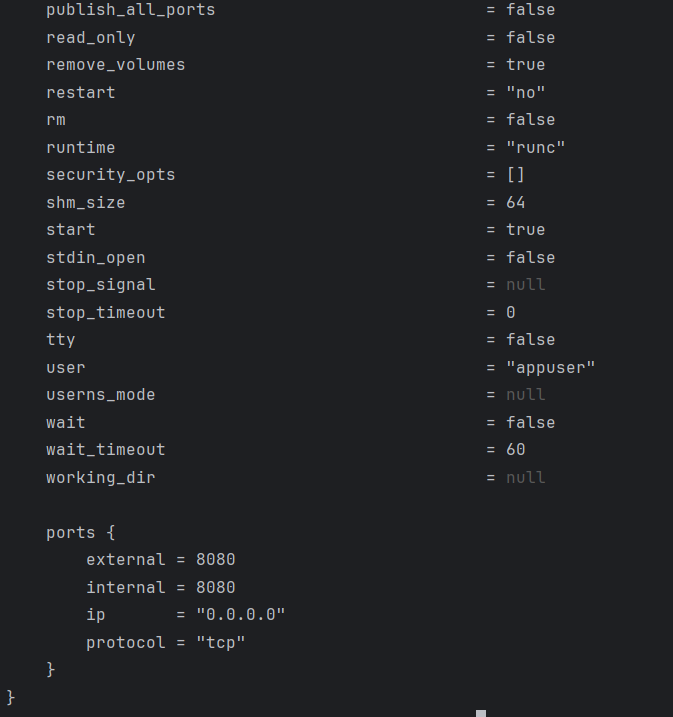 publish_all_ports = false
read_only = false
remove_volumes = true
restart = "no"
rm = false
runtime = "runc"
security_opts = []
shm_size = 64
start = true
stdin_open = false
stop_signal = null
stop_timeout = 0
tty = false
user = "appuser"
userns_mode = null
wait = false
wait_timeout = 60
working_dir = null
ports {
external = 8080
internal = 8080
ip = "0.0.0.0"
protocol = "tcp"
}
}